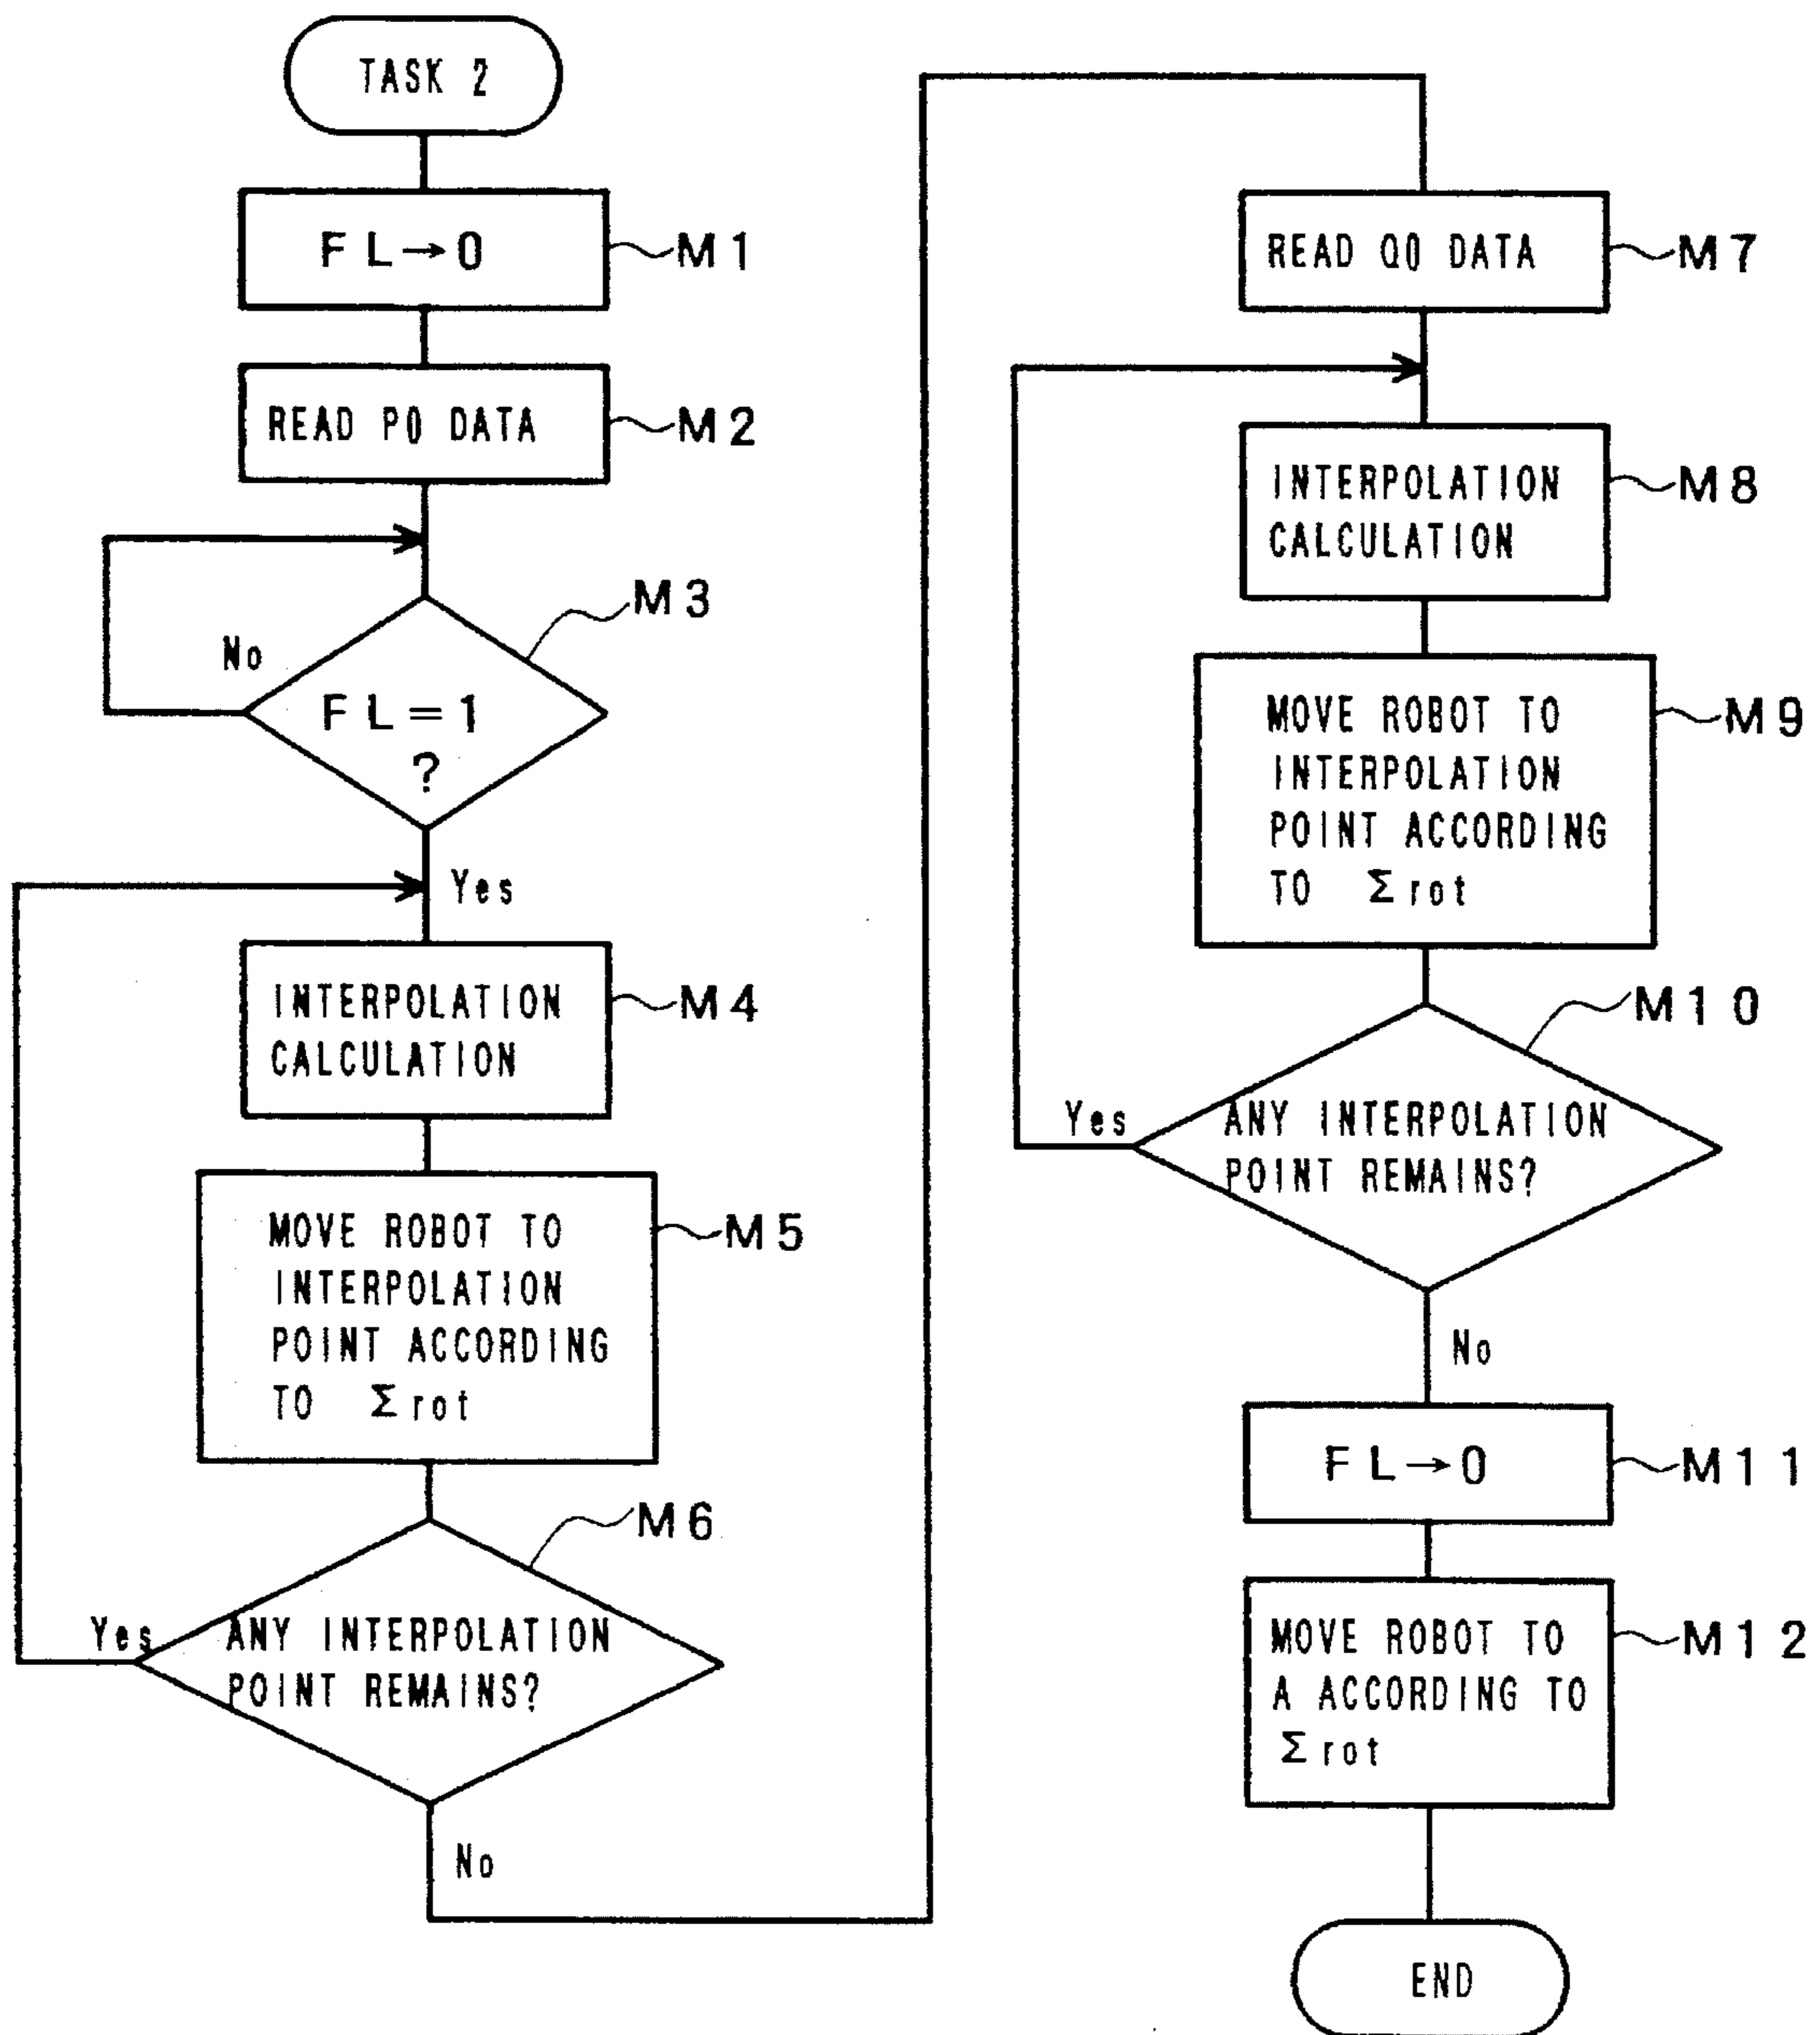 TASK 2
FL→0
M1
READ P0 DATA
M2
M3
No
FL=1
?
Yes
INTERPOLATION
CALCULATION
M4
MOVE ROBOT TO
INTERPOLATION
POINT ACCORDING
TO Σrot
M5
M6
Yes
ANY INTERPOLATION
POINT REMAINS?
No
READ Q0 DATA
M7
INTERPOLATION
CALCULATION
M8
MOVE ROBOT TO
INTERPOLATION
POINT ACCORDING
TO Σrot
M9
M10
Yes
ANY INTERPOLATION
POINT REMAINS?
No
FL→0
M11
MOVE ROBOT TO
A ACCORDING TO
Σrot
M12
END